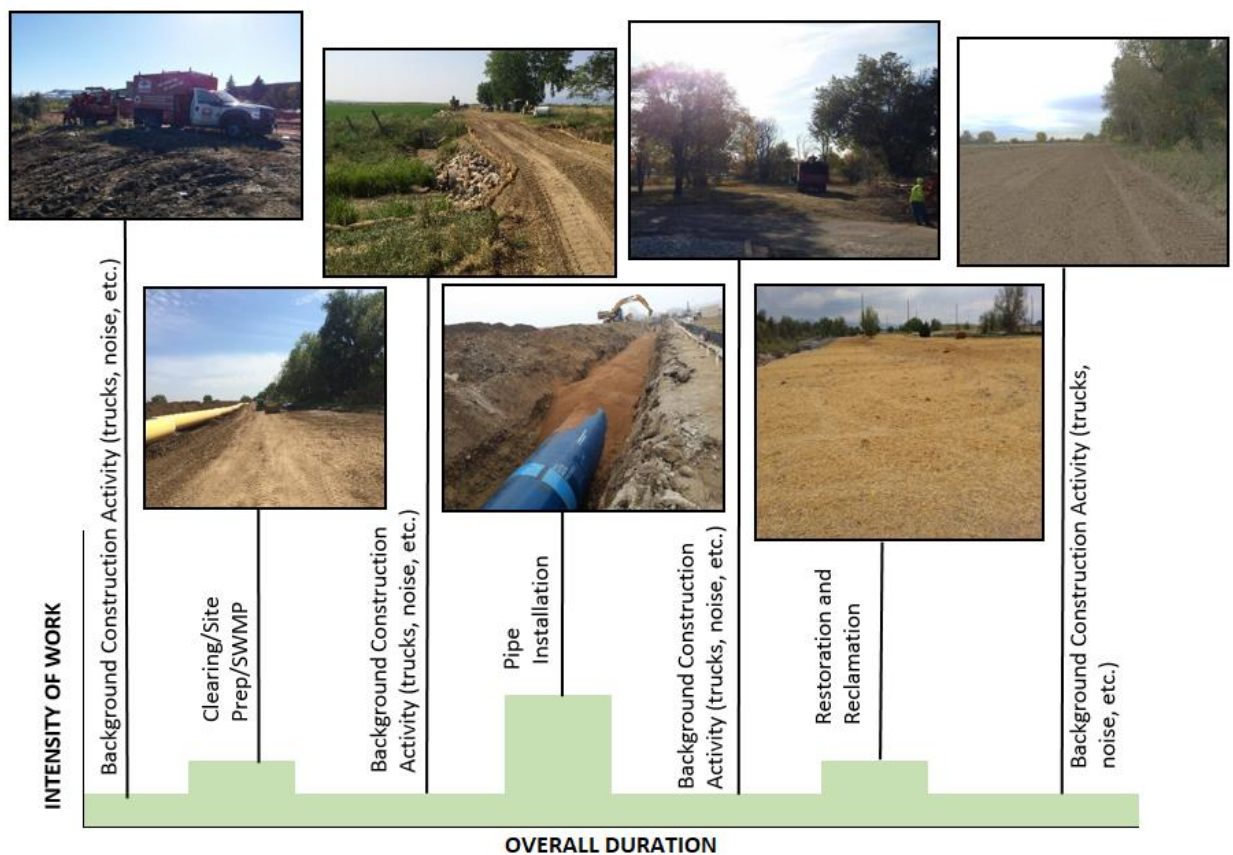 INTENSITY OF WORK
Background Construction Activity (trucks, noise, etc.)
Clearing/Site
Prep/SWMP
Background Construction
Activity (trucks, noise, etc.)
Pipe
Installation
Background Construction
Activity (trucks, noise, etc.)
Restoration and
Reclamation
Background Construction Activity (trucks,
noise, etc.)
OVERALL DURATION